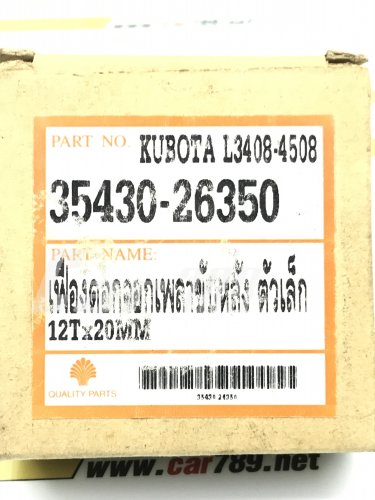 PART NO. KUBOTA L3408-4508
35430-26350
PART NAME:
เฟืองดอกจอกเพลาขับหลัง ตัวเล็ก
12Tx20MM
QUALITY PARTS
35430 26350
www.car789.net